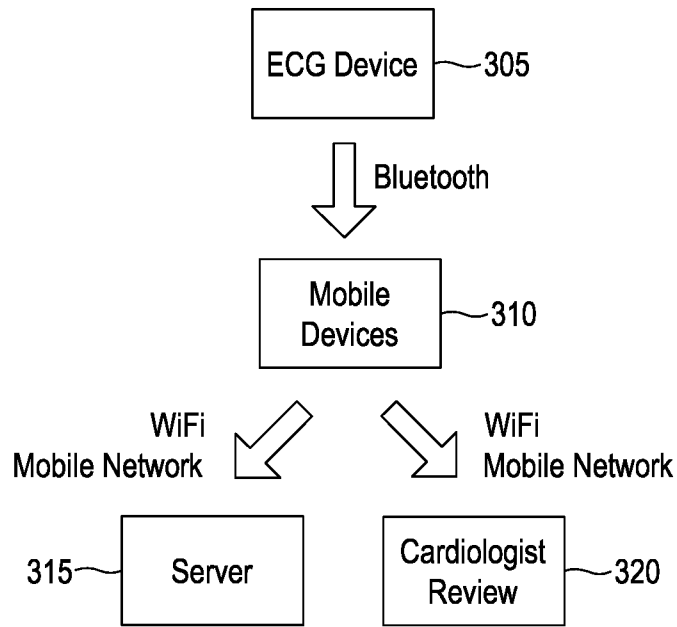 ECG Device
305
Bluetooth
Mobile
Devices
310
WiFi
Mobile Network
WiFi
Mobile Network
315
Server
Cardiologist
Review
320